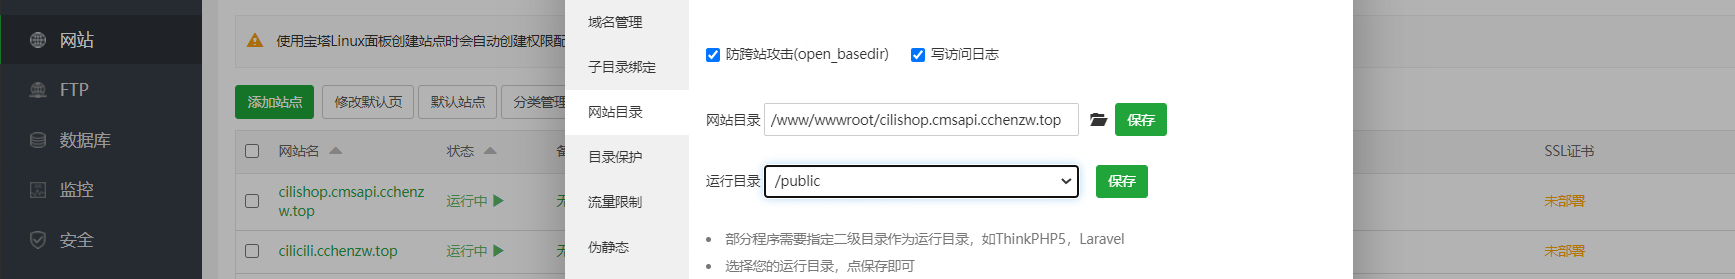 网站
FTP
数据库
监控
安全
使用宝塔Linux面板创建站点时会自动创建权限配
添加站点
修改默认页
默认站点
分类管理
网站名
状态
cilishop.cmsapi.cchenz
w.top
运行中
cilicili.cchenzw.top
运行中
域名管理
子目录绑定
网站目录
目录保护
流量限制
伪静态
防跨站攻击(open_basedir)
写访问日志
网站目录
/www/wwwroot/cilishop.cmsapi.cchenzw.top
保存
运行目录
/public
保存
部分程序需要指定二级目录作为运行目录，如ThinkPHP5，Laravel
选择您的运行目录，点保存即可
SSL证书
未部署
未部署